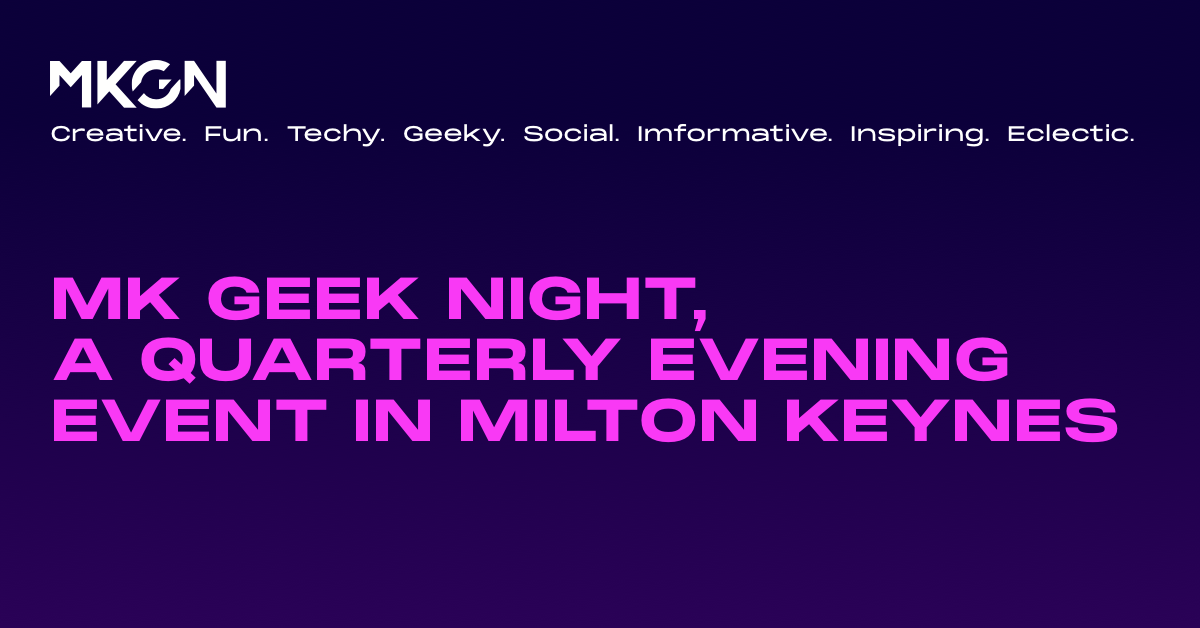 MKGN
Creative. Fun. Techy. Geeky. Social. Imformative. Inspiring. Eclectic.
MK GEEK NIGHT,
A QUARTERLY EVENING
EVENT IN MILTON KEYNES